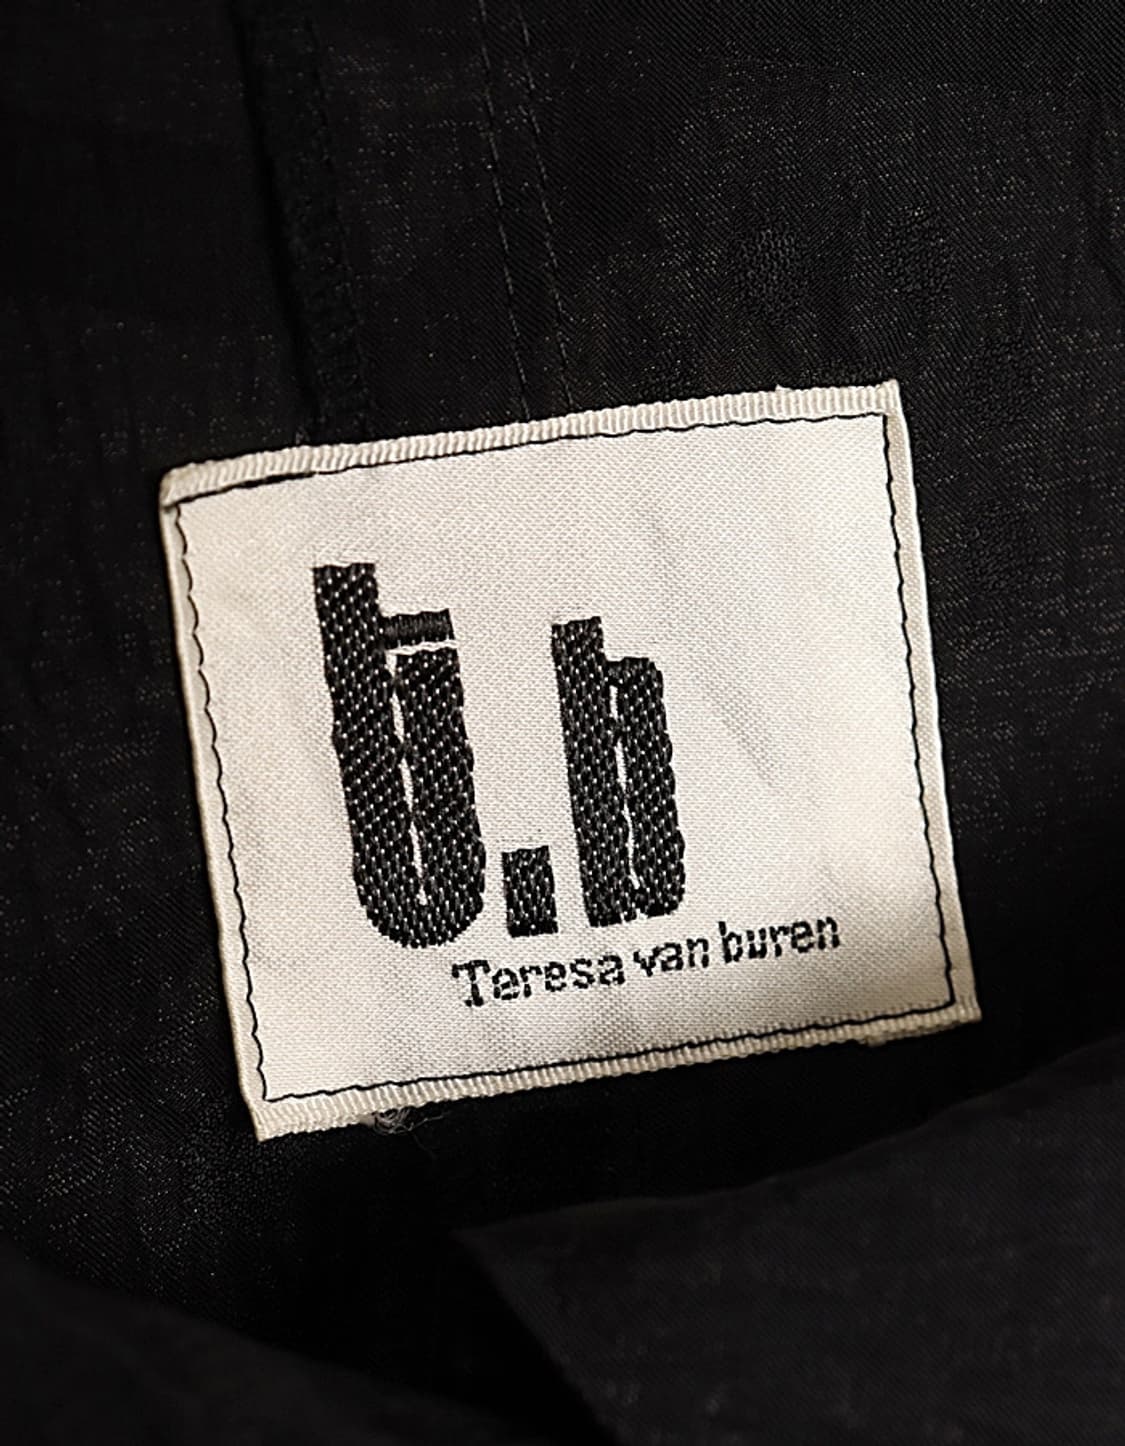 t.b
Teresa van buren